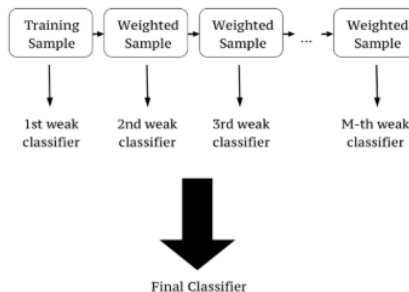 Training
Sample
Weighted
Sample
Weighted
Sample
...
Weighted
Sample
1st weak
classifier
2nd weak
classifier
3rd weak
classifier
M-th weak
classifier
Final Classifier